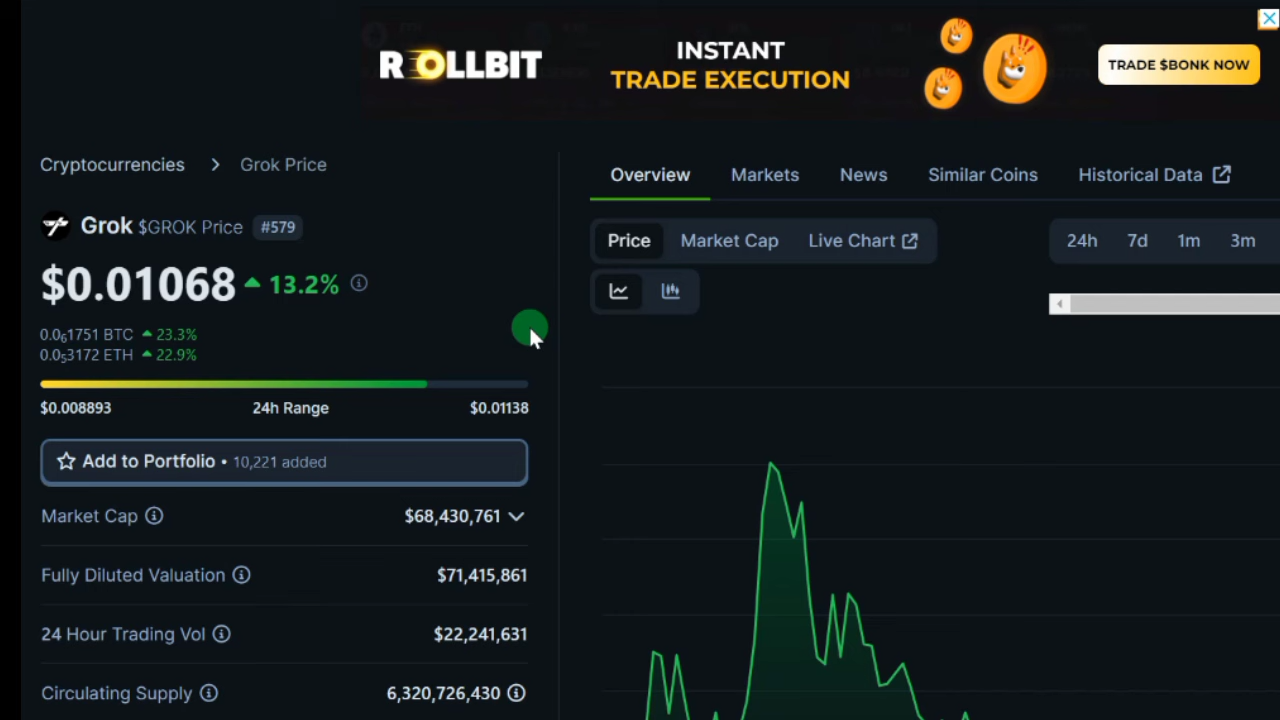 ROLLBIT
INSTANT
TRADE EXECUTION
TRADE $BONK NOW
Cryptocurrencies > Grok Price
Grok $GROK Price #579
$0.01068 13.2%
0.0₆1751 BTC 23.3%
0.0₅3172 ETH 22.9%
$0.008893 24h Range $0.01138
Add to Portfolio • 10,221 added
Market Cap $68,430,761
Fully Diluted Valuation $71,415,861
24 Hour Trading Vol $22,241,631
Circulating Supply 6,320,726,430
Overview Markets News Similar Coins Historical Data
Price Market Cap Live Chart
24h 7d 1m 3m